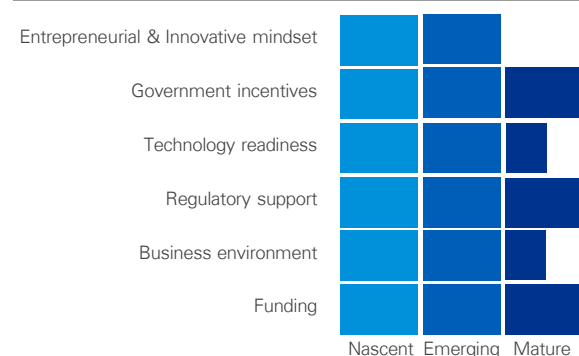 Entrepreneurial & Innovative mindset
Government incentives
Technology readiness
Regulatory support
Business environment
Funding
Nascent Emerging Mature